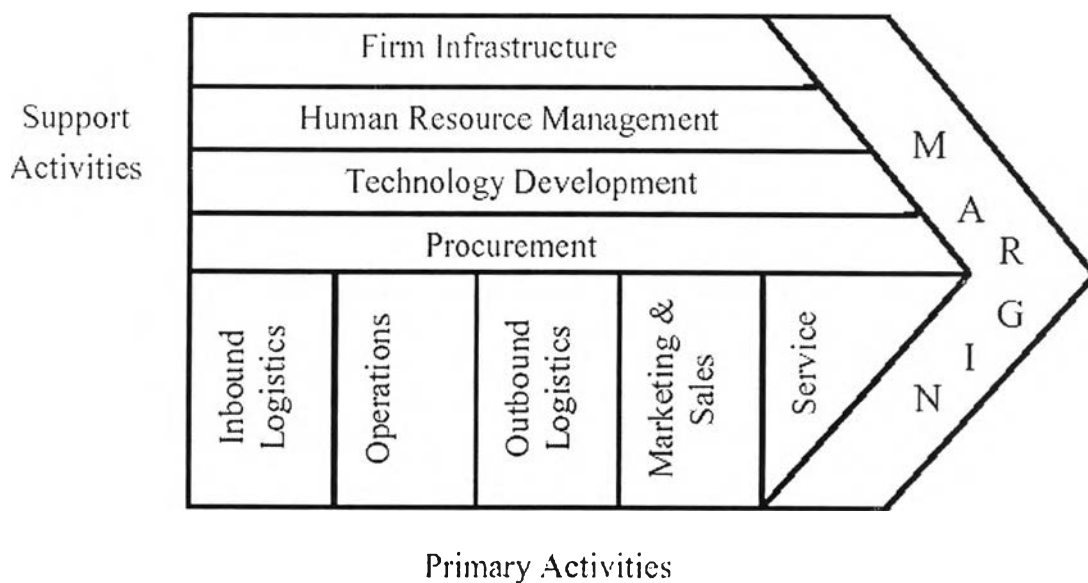 Firm Infrastructure
Support
Activities
Human Resource Management
Technology Development
Procurement
Inbound
Logistics
Operations
Outbound
Logistics
Marketing &
Sales
Service
MARGIN
Primary Activities